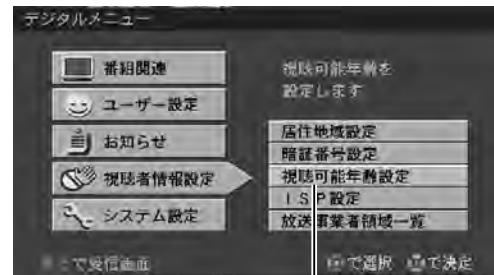 デジタルメニュー
番組関連
ユーザー設定
お知らせ
視聴者情報設定
システム設定
視聴可能年齢を
設定します
居住地域設定
暗証番号設定
視聴可能年齢設定
ISP設定
放送事業者領域一覧
で受信画面
で選択
で決定